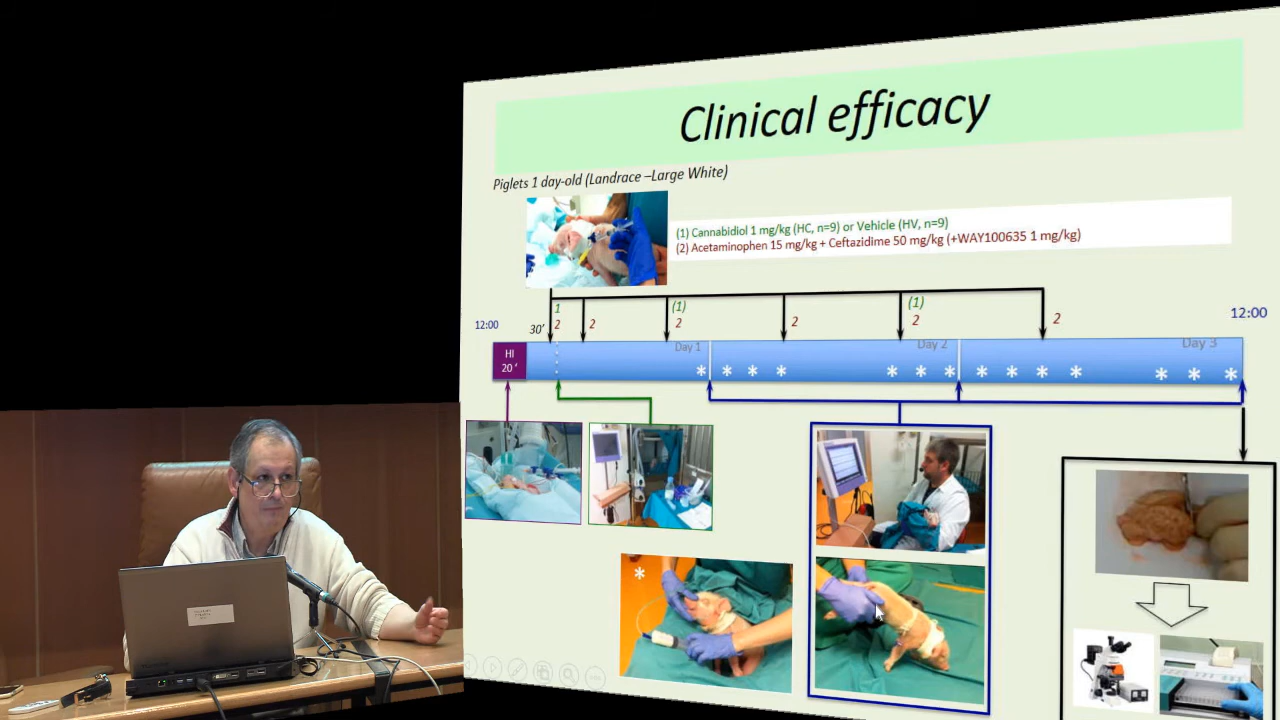 Clinical efficacy
Piglets 1 day-old (Landrace –Large White)
(1) Cannabidiol 1 mg/kg (HC, n=9) or Vehicle (HV, n=9)
(2) Acetaminophen 15 mg/kg + Ceftazidime 50 mg/kg (+WAY100635 1 mg/kg)
12:00
30'
1
2
2
(1)
2
2
(1)
2
2
12:00
HI
20 '
Day 1
Day 2
Day 3
* * * * * * * * * * * * * *
*